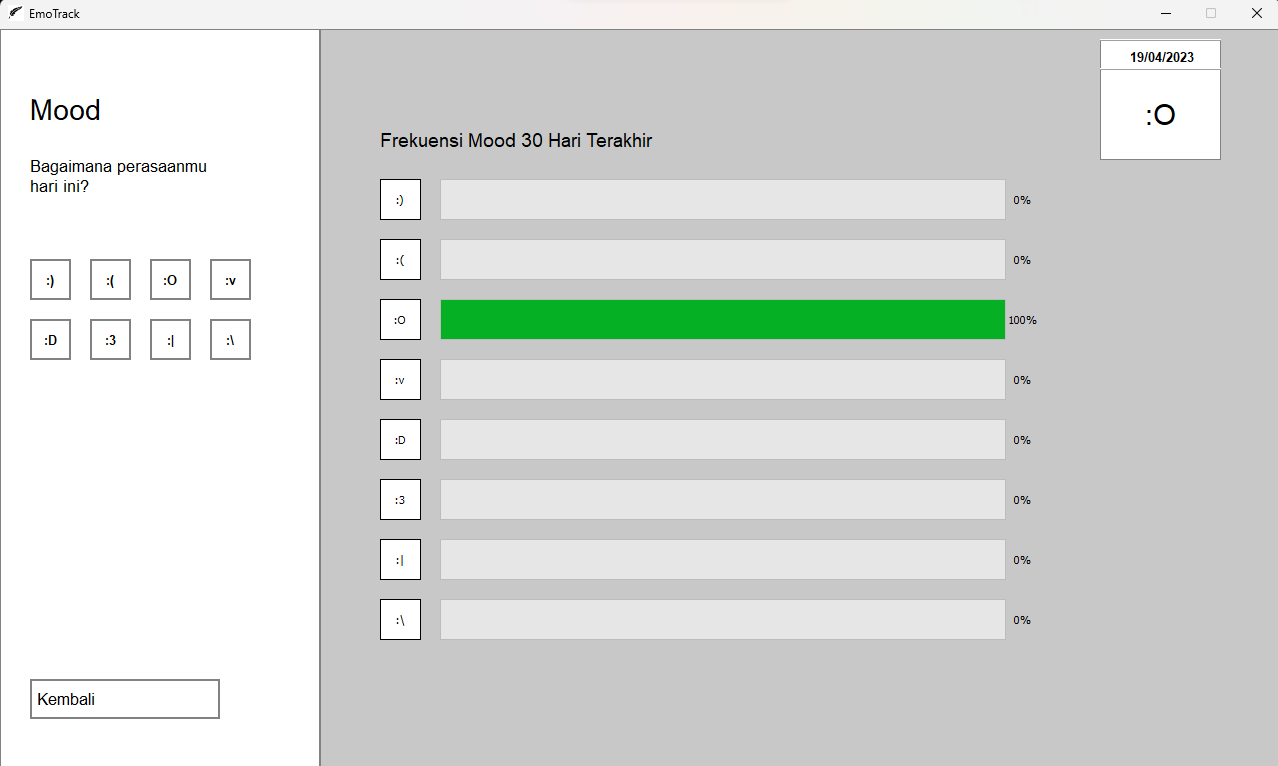 EmoTrack
Mood
Bagaimana perasaanmu
hari ini?
:) :( :O :v
:D :3 :| :\
Kembali
19/04/2023
:O
Frekuensi Mood 30 Hari Terakhir
:) 0%
:( 0%
:O 100%
:v 0%
:D 0%
:3 0%
:| 0%
:\ 0%